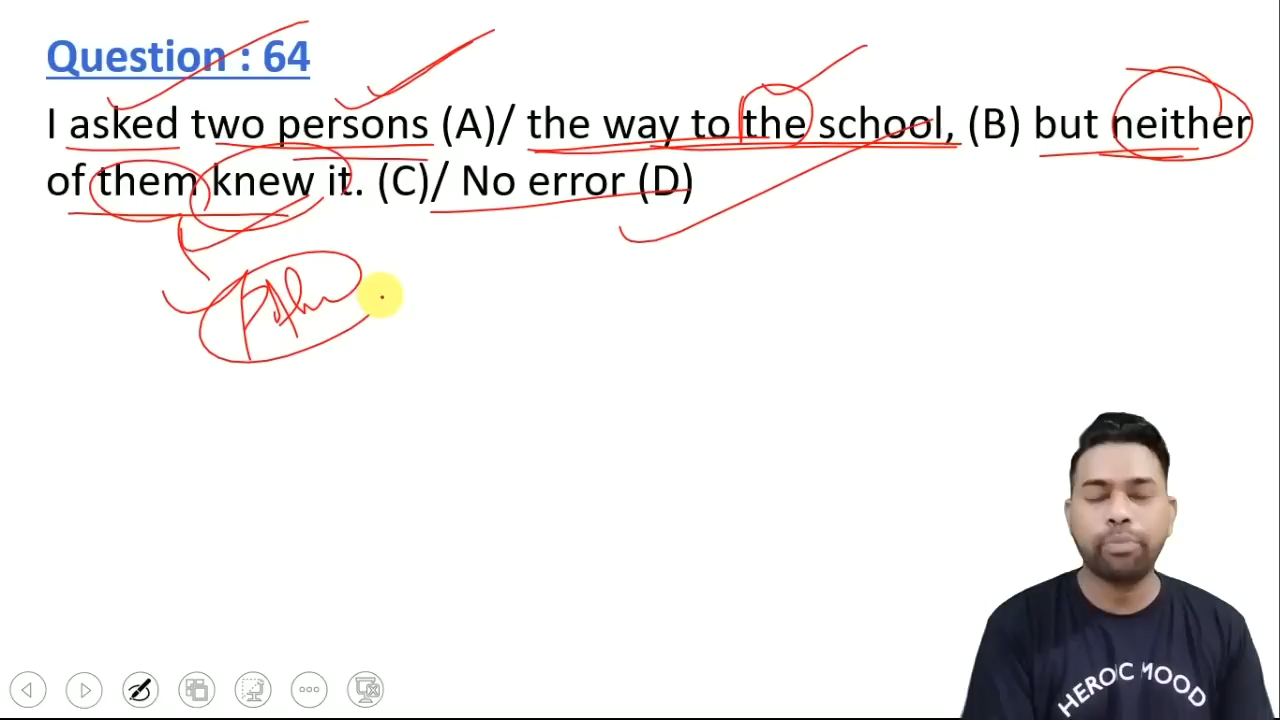 Question : 64
I asked two persons (A)/ the way to the school, (B) but neither
of them knew it. (C)/ No error (D)
HEROIC MOOD